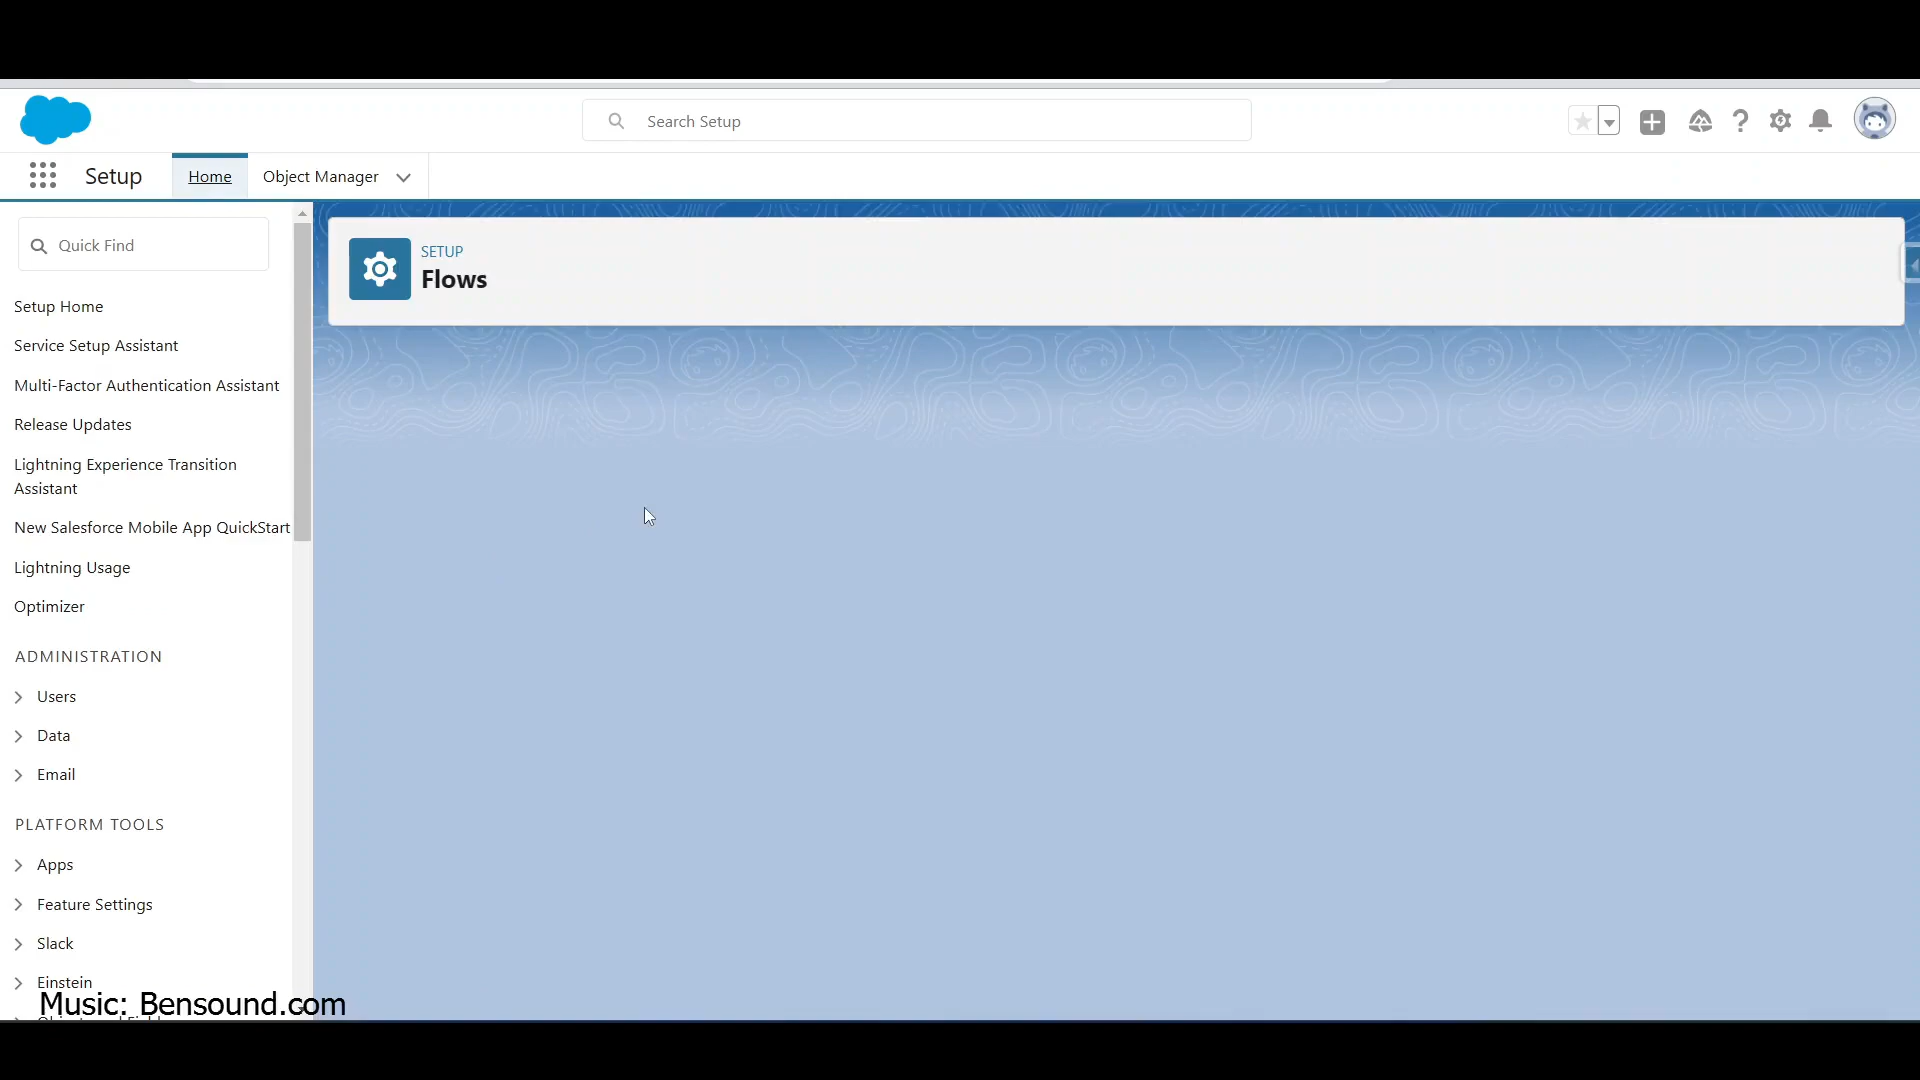 Search Setup
Setup
Home
Object Manager
Quick Find
SETUP
Flows
Setup Home
Service Setup Assistant
Multi-Factor Authentication Assistant
Release Updates
Lightning Experience Transition
Assistant
New Salesforce Mobile App QuickStart
Lightning Usage
Optimizer
ADMINISTRATION
Users
Data
Email
PLATFORM TOOLS
Apps
Feature Settings
Slack
Einstein
Music: Bensound.com